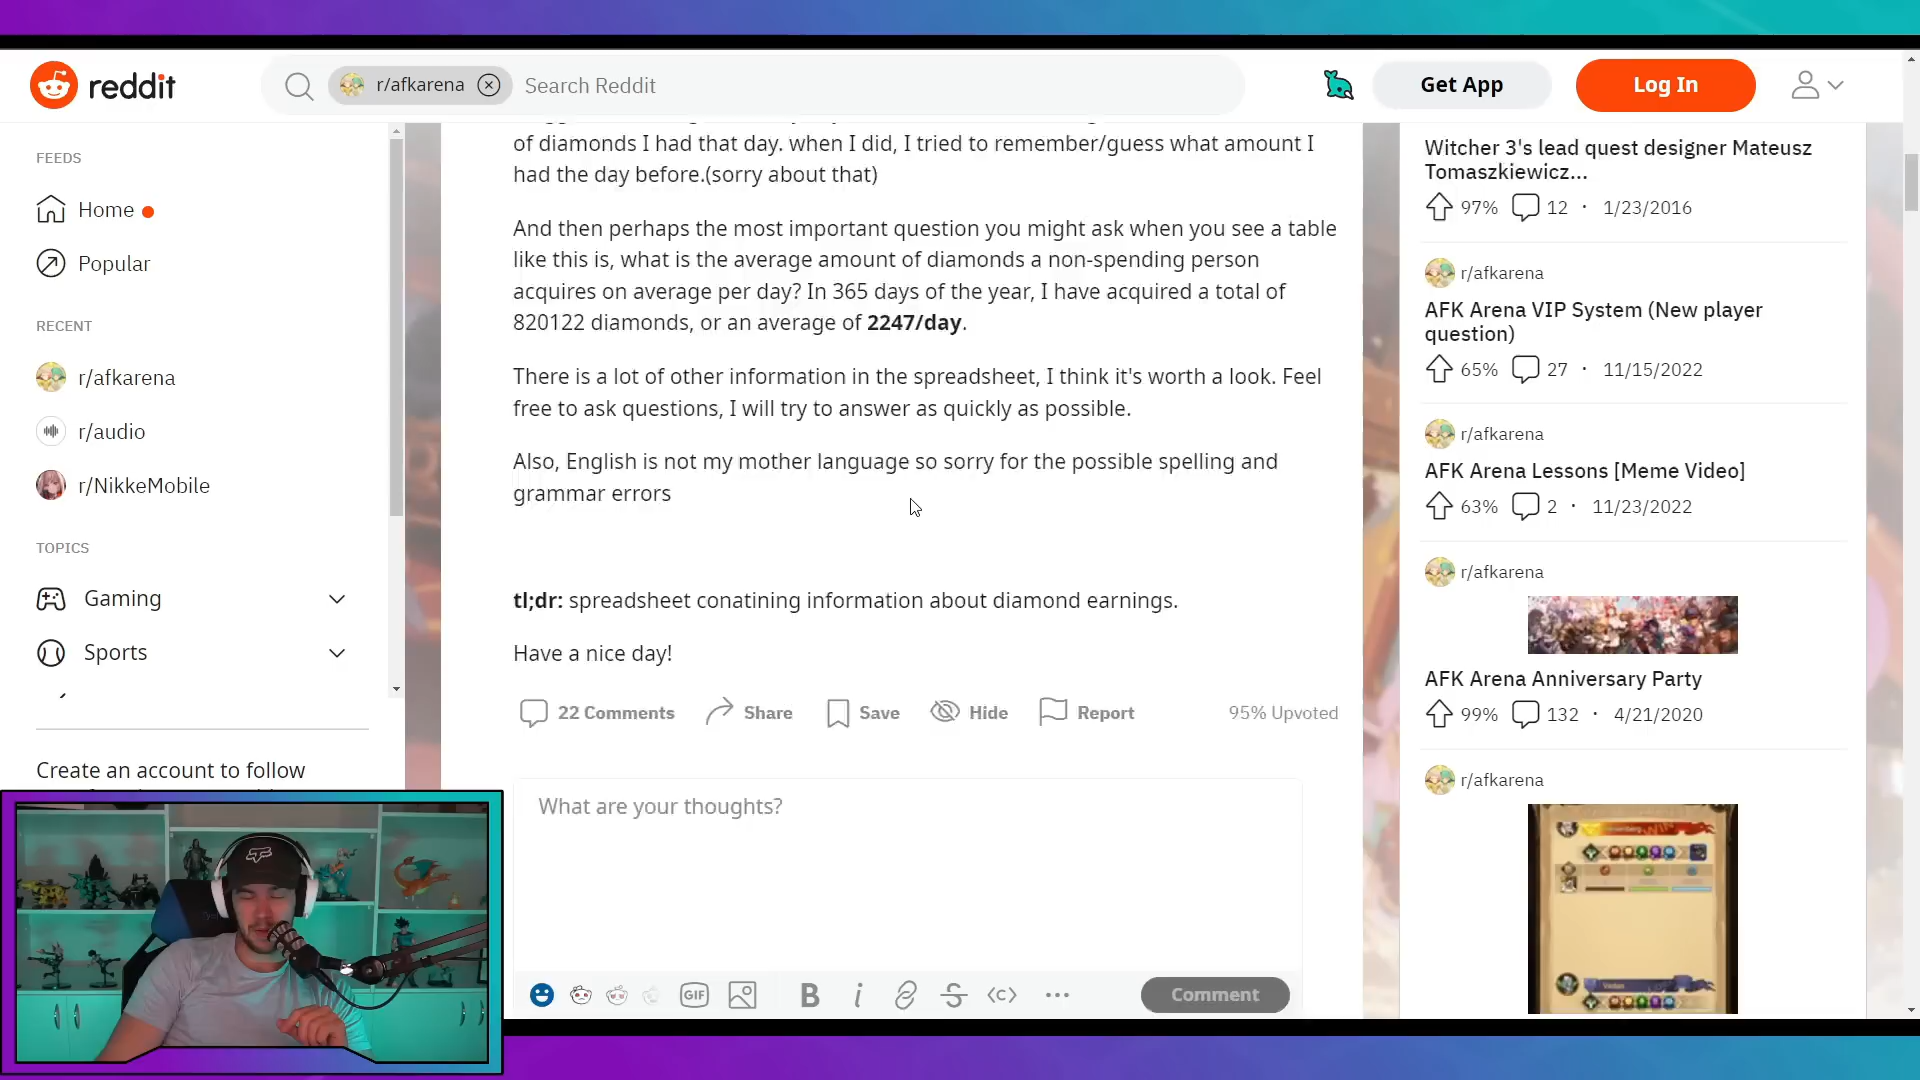 reddit
r/afkarena
Search Reddit
Get App
Log In
FEEDS
Home
Popular
RECENT
r/afkarena
r/audio
r/NikkeMobile
TOPICS
Gaming
Sports
Create an account to follow
of diamonds I had that day. when I did, I tried to remember/guess what amount I
had the day before.(sorry about that)
And then perhaps the most important question you might ask when you see a table
like this is, what is the average amount of diamonds a non-spending person
acquires on average per day? In 365 days of the year, I have acquired a total of
820122 diamonds, or an average of 2247/day.
There is a lot of other information in the spreadsheet, I think it's worth a look. Feel
free to ask questions, I will try to answer as quickly as possible.
Also, English is not my mother language so sorry for the possible spelling and
grammar errors
tl;dr: spreadsheet conatining information about diamond earnings.
Have a nice day!
22 Comments
Share
Save
Hide
Report
95% Upvoted
What are your thoughts?
GIF
B
i
Comment
Witcher 3's lead quest designer Mateusz
Tomaszkiewicz...
97% 12 · 1/23/2016
r/afkarena
AFK Arena VIP System (New player
question)
65% 27 · 11/15/2022
r/afkarena
AFK Arena Lessons [Meme Video]
63% 2 · 11/23/2022
r/afkarena
AFK Arena Anniversary Party
99% 132 · 4/21/2020
r/afkarena